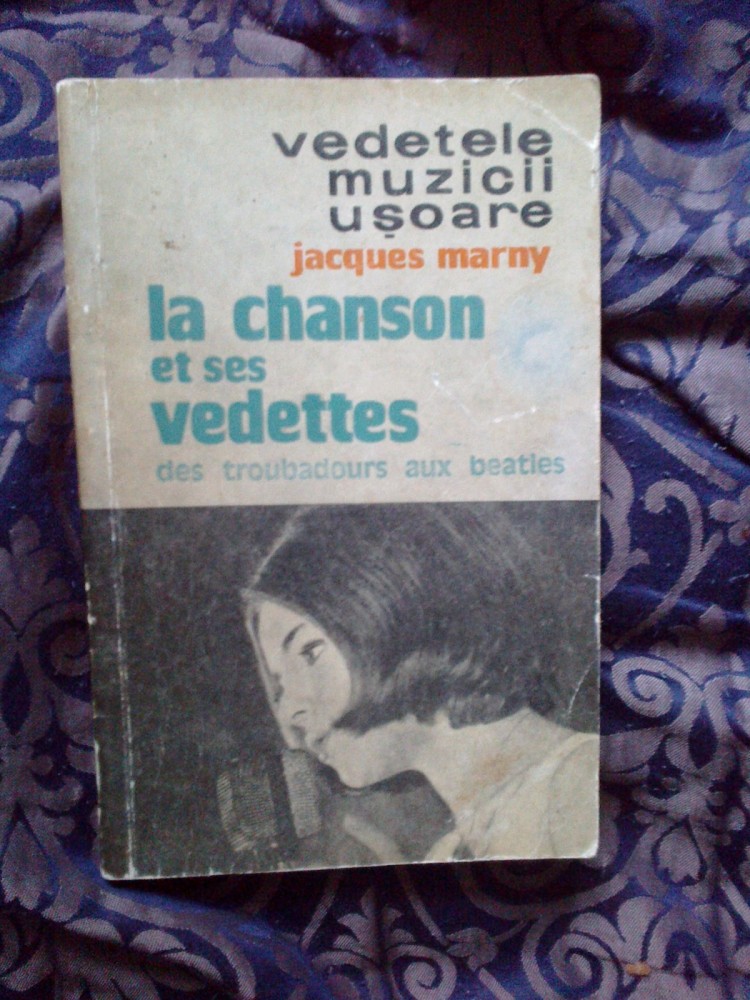 vedetele
muzicii
ușoare
jacques marny
la chanson
et ses
vedettes
des troubadours aux beatles